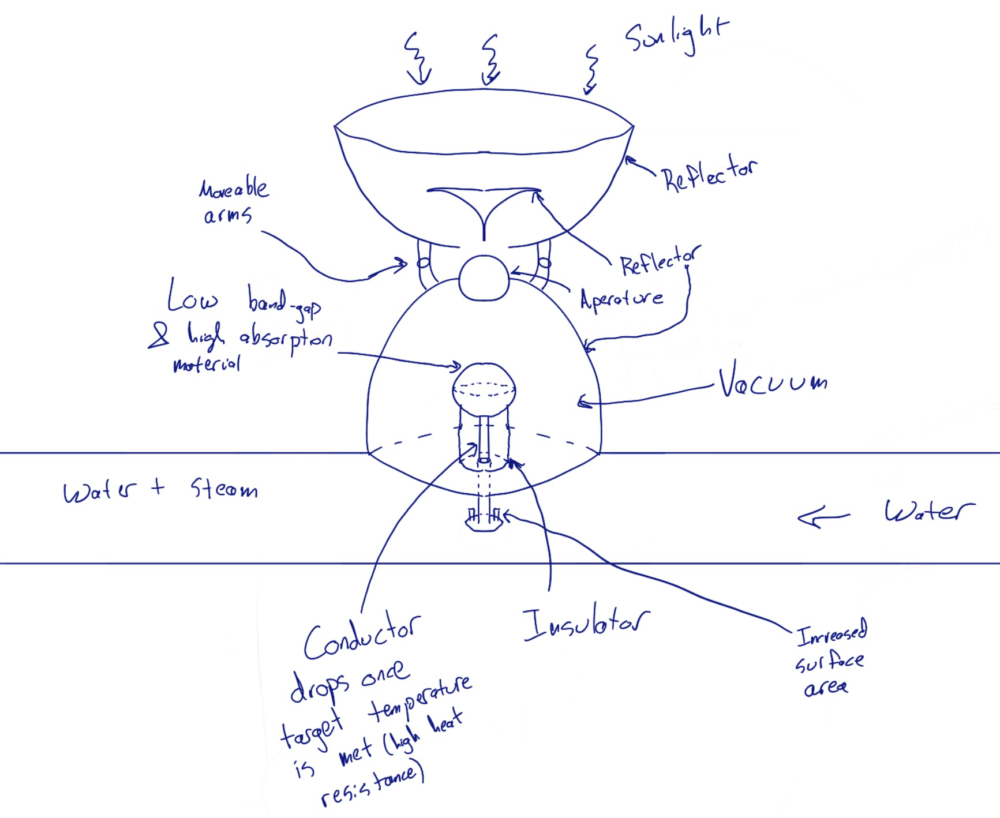 Sunlight
Reflector
Moveable
arms
Reflector
Aperature
Low band-gap
& high absorption
material
Vacuum
Water + Steam
← Water
Conductor
drops once
target temperature
is met (high heat
resistance)
Insulator
Increased
surface
area